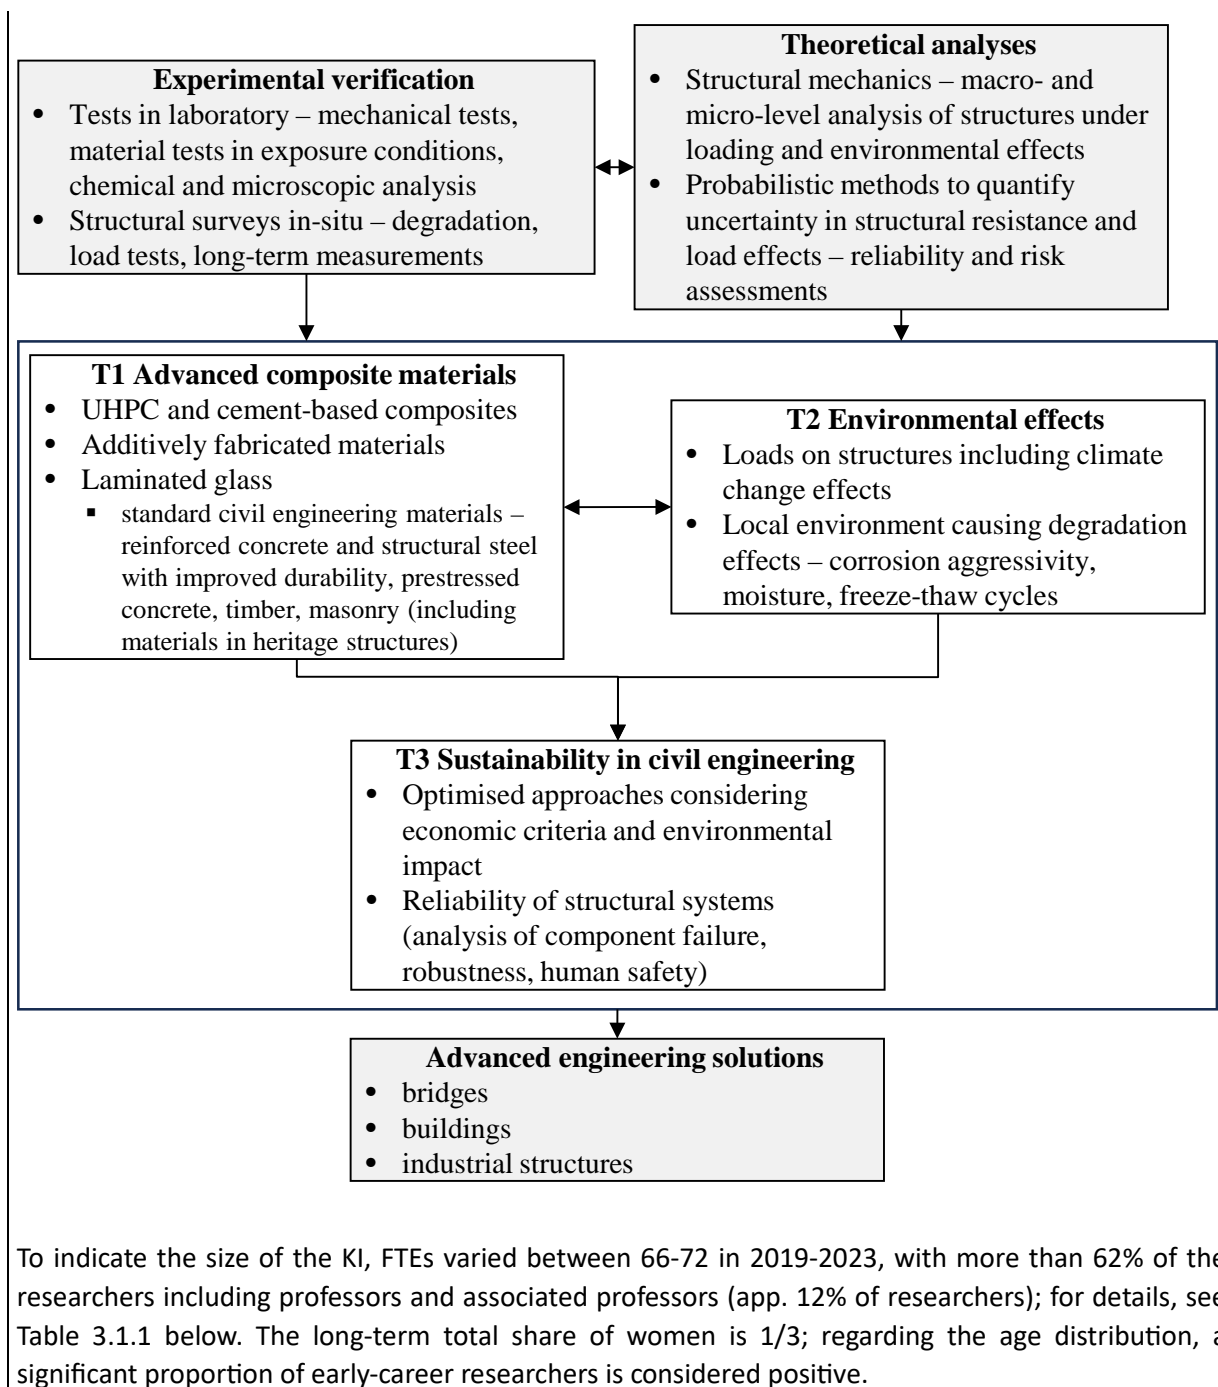 Experimental verification
• Tests in laboratory – mechanical tests,
material tests in exposure conditions,
chemical and microscopic analysis
• Structural surveys in-situ – degradation,
load tests, long-term measurements
Theoretical analyses
• Structural mechanics – macro- and
micro-level analysis of structures under
loading and environmental effects
• Probabilistic methods to quantify
uncertainty in structural resistance and
load effects – reliability and risk
assessments
T1 Advanced composite materials
• UHPC and cement-based composites
• Additively fabricated materials
• Laminated glass
▪ standard civil engineering materials –
reinforced concrete and structural steel
with improved durability, prestressed
concrete, timber, masonry (including
materials in heritage structures)
T2 Environmental effects
• Loads on structures including climate
change effects
• Local environment causing degradation
effects – corrosion aggressivity,
moisture, freeze-thaw cycles
T3 Sustainability in civil engineering
• Optimised approaches considering
economic criteria and environmental
impact
• Reliability of structural systems
(analysis of component failure,
robustness, human safety)
Advanced engineering solutions
• bridges
• buildings
• industrial structures
To indicate the size of the KI, FTEs varied between 66-72 in 2019-2023, with more than 62% of the
researchers including professors and associated professors (app. 12% of researchers); for details, see
Table 3.1.1 below. The long-term total share of women is 1/3; regarding the age distribution, a
significant proportion of early-career researchers is considered positive.